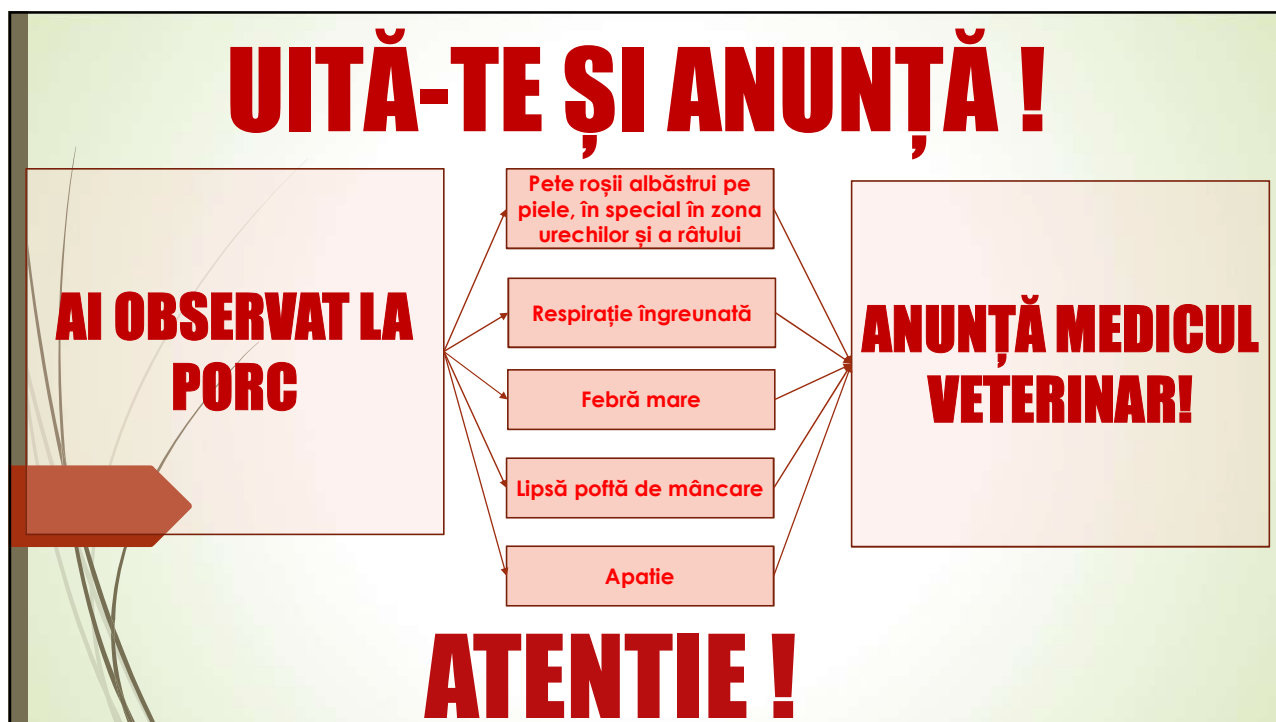 UITĂ-TE ȘI ANUNȚĂ !
AI OBSERVAT LA
PORC
Pete roșii albăstrui pe
piele, în special în zona
urechilor și a râtului
Respirație îngreunată
Febră mare
Lipsă poftă de mâncare
Apatie
ANUNȚĂ MEDICUL
VETERINAR!
ATENTIE !